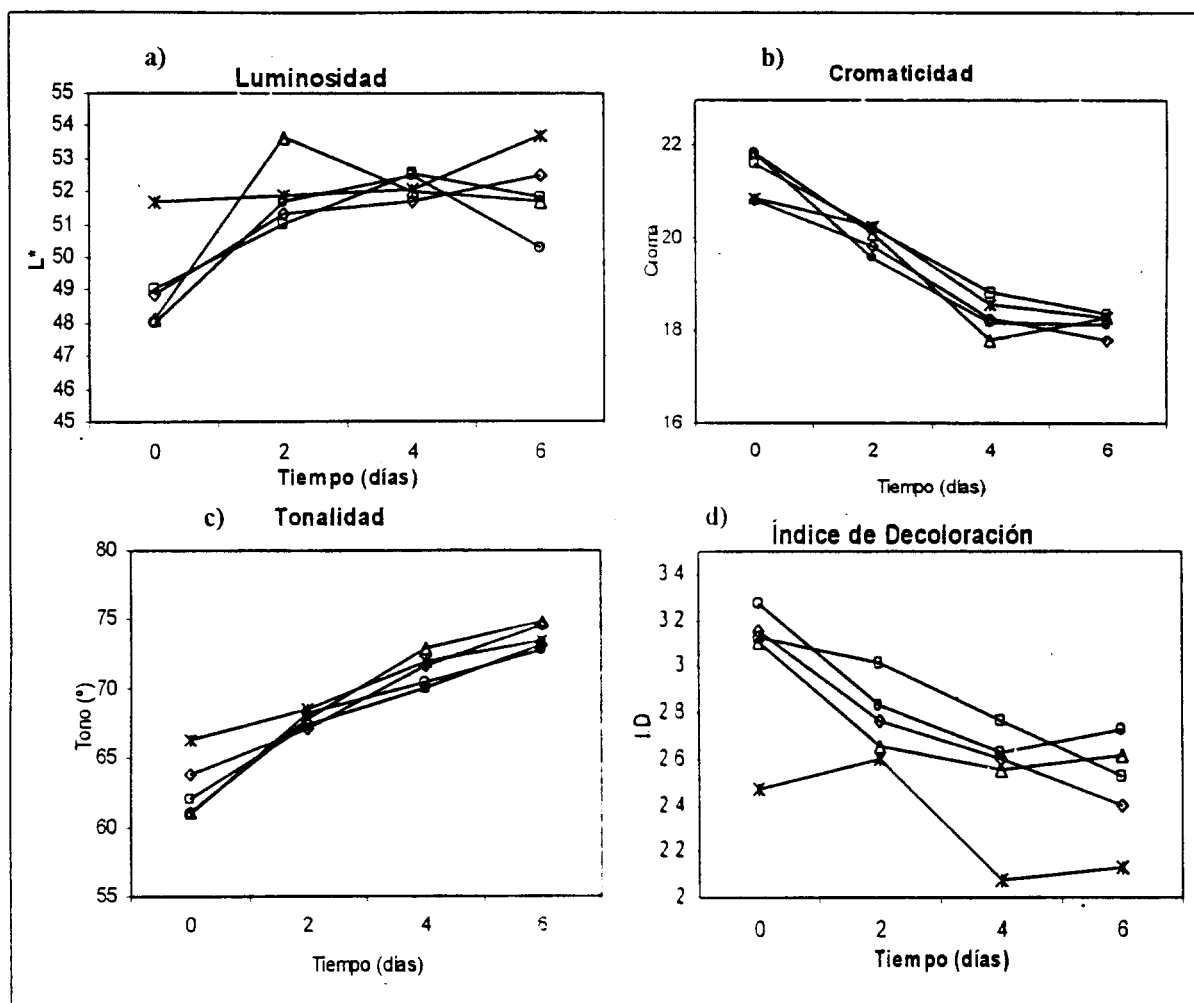 a)
Luminosidad
55
54
53
52
51
50
49
48
47
46
45
L*
0 2 4 6
Tiempo (días)
b)
Cromaticidad
22
20
18
16
Croma
0 2 4 6
Tiempo (días)
c)
Tonalidad
80
75
70
65
60
55
Tono (°)
0 2 4 6
Tiempo (días)
d)
Índice de Decoloración
3 4
3 2
3
2 8
2 6
2 4
2 2
2
I.D
0 2 4 6
Tiempo (días)